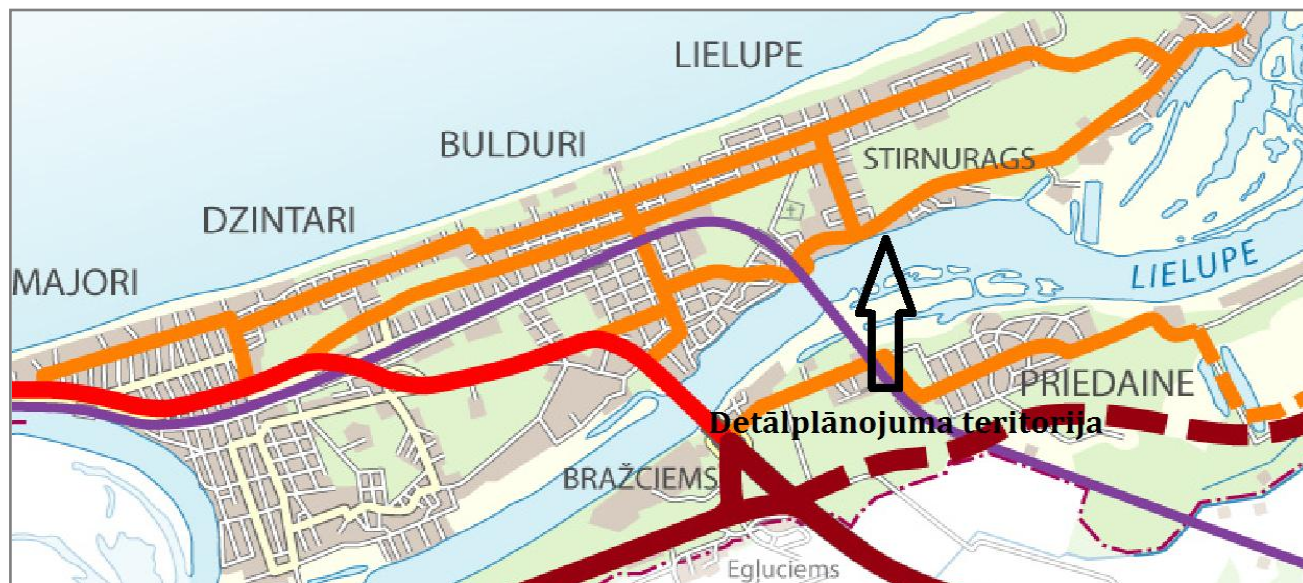 LIELUPE
BULDURI
STIRNURAGS
DZINTARI
LIELUPE
MAJORI
PRIEDAINE
Detālplānojuma teritorija
BRAŽCIEMS
Egluciems